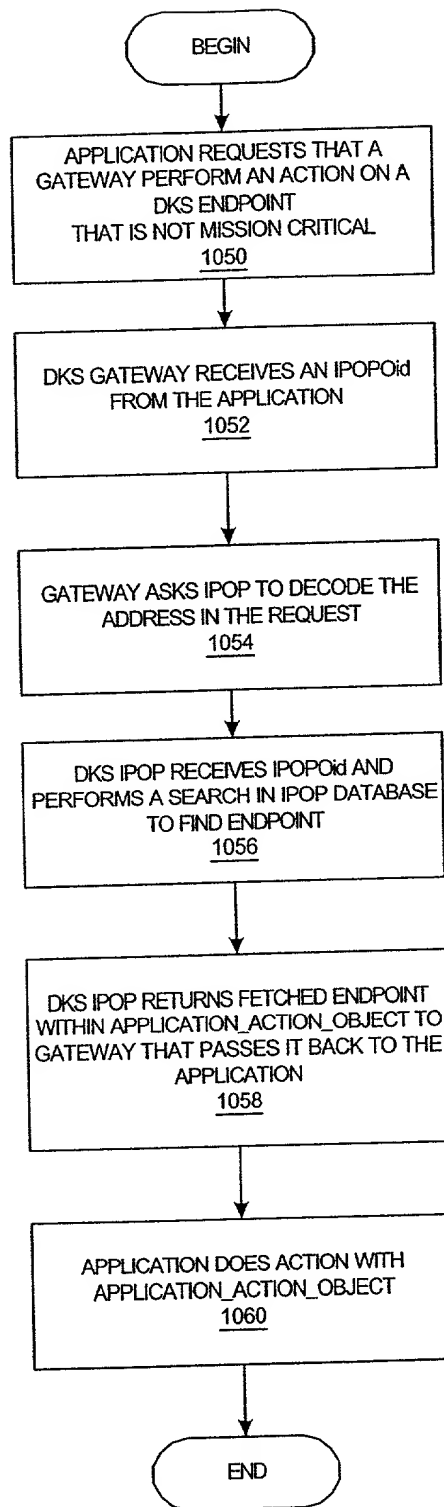 BEGIN
APPLICATION REQUESTS THAT A
GATEWAY PERFORM AN ACTION ON A
DKS ENDPOINT
THAT IS NOT MISSION CRITICAL
1050
DKS GATEWAY RECEIVES AN IPOPOid
FROM THE APPLICATION
1052
GATEWAY ASKS IPOP TO DECODE THE
ADDRESS IN THE REQUEST
1054
DKS IPOP RECEIVES IPOPOid AND
PERFORMS A SEARCH IN IPOP DATABASE
TO FIND ENDPOINT
1056
DKS IPOP RETURNS FETCHED ENDPOINT
WITHIN APPLICATION_ACTION_OBJECT TO
GATEWAY THAT PASSES IT BACK TO THE
APPLICATION
1058
APPLICATION DOES ACTION WITH
APPLICATION_ACTION_OBJECT
1060
END